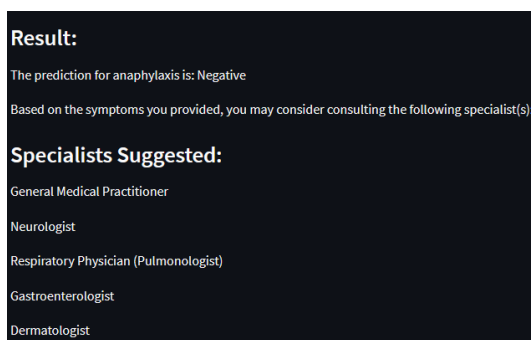 Result:
The prediction for anaphylaxis is: Negative
Based on the symptoms you provided, you may consider consulting the following specialist(s)
Specialists Suggested:
General Medical Practitioner
Neurologist
Respiratory Physician (Pulmonologist)
Gastroenterologist
Dermatologist